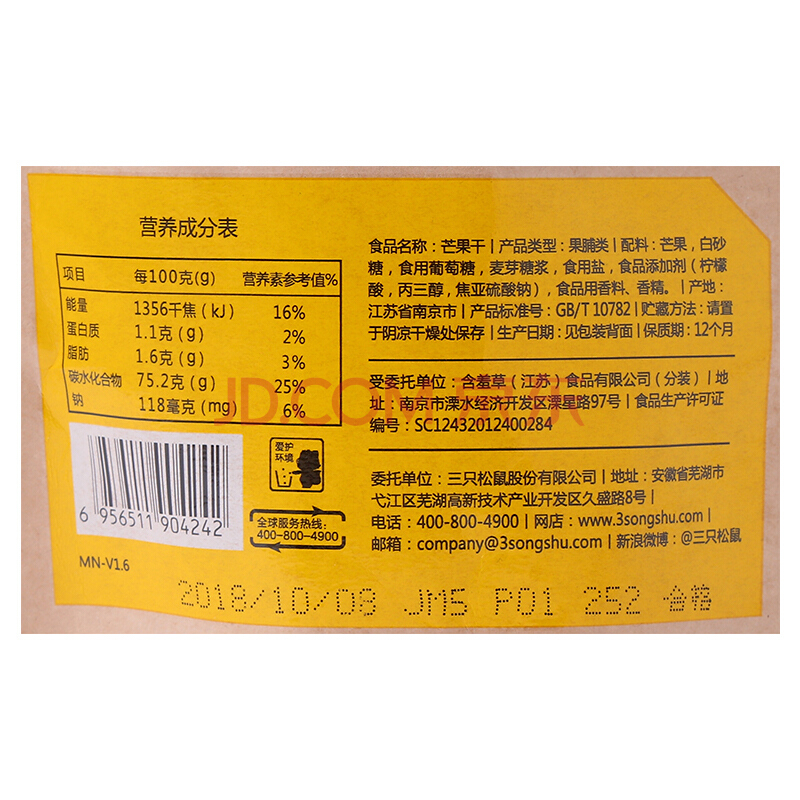 营养成分表
项目 每100克(g) 营养素参考值%
能量 1356千焦(kJ) 16%
蛋白质 1.1克(g) 2%
脂肪 1.6克(g) 3%
碳水化合物 75.2克(g) 25%
钠 118毫克(mg) 6%
食品名称：芒果干|产品类型：果脯类|配料：芒果，白砂
糖，食用葡萄糖，麦芽糖浆，食用盐，食品添加剂（柠檬
酸，丙三醇，焦亚硫酸钠），食品用香料、香精。|产地：
江苏省南京市|产品标准号：GB/T 10782|贮藏方法：请置
于阴凉干燥处保存|生产日期：见包装背面|保质期：12个月
受委托单位：含羞草（江苏）食品有限公司（分装）|地
址：南京市溧水经济开发区溧星路97号|食品生产许可证
编号：SC12432012400284
委托单位：三只松鼠股份有限公司|地址：安徽省芜湖市
弋江区芜湖高新技术产业开发区久盛路8号|
电话：400-800-4900|网店：www.3songshu.com|
邮箱：company@3songshu.com|新浪微博：@三只松鼠
爱护
环境
全球服务热线：
400-800-4900
6 956511 904242
MN-V1.6
2018/10/08 JM5 P01 252 合格
JD.COM 京东